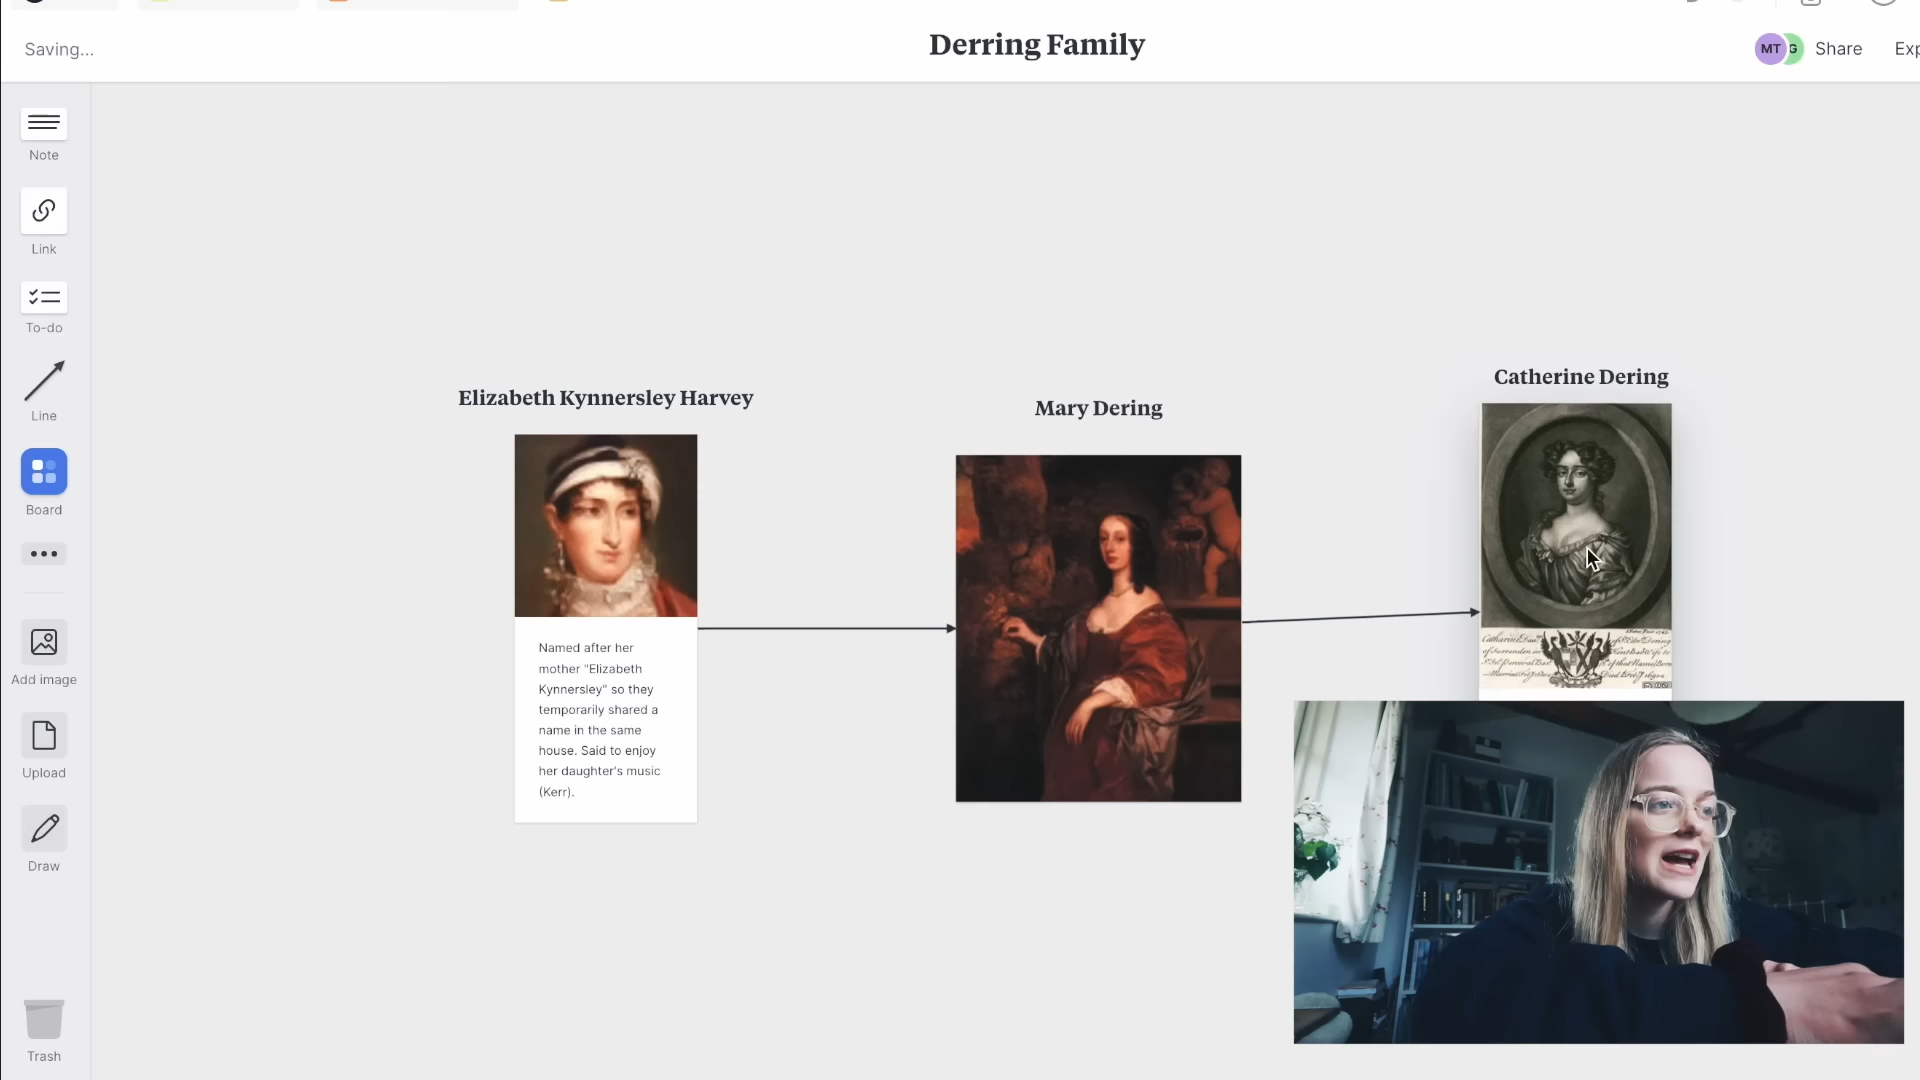 Saving...
Derring Family
MT
G
Share
Exp
Note
Link
To-do
Line
Board
Add image
Upload
Draw
Trash
Elizabeth Kynnersley Harvey
Named after her
mother "Elizabeth
Kynnersley" so they
temporarily shared a
name in the same
house. Said to enjoy
her daughter's music
(Kerr).
Mary Dering
Catherine Dering